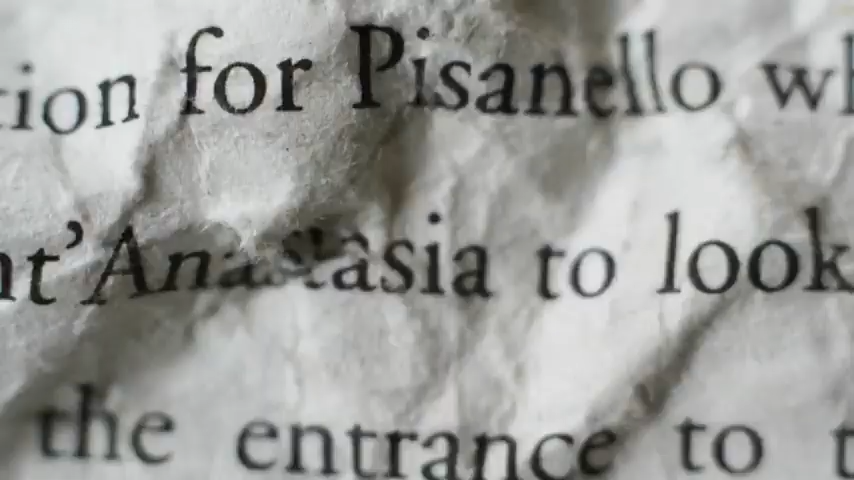 tion for Pisanello wh
nt'Anastasia to look
the entrance to t